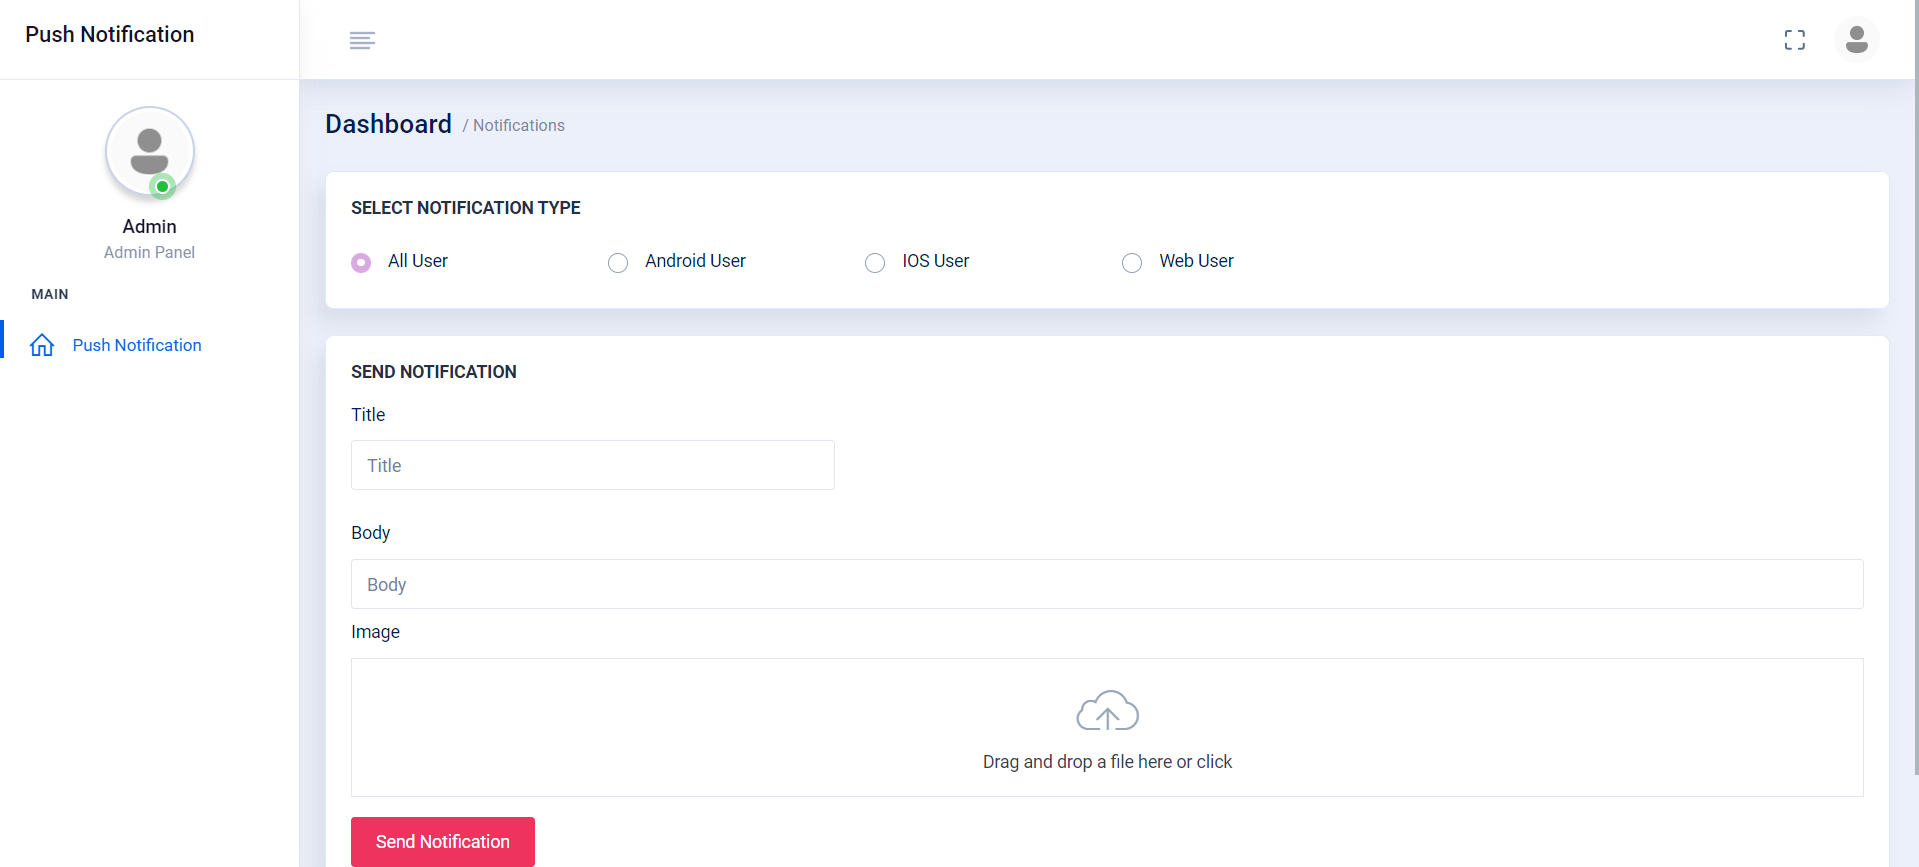 Push Notification
Admin
Admin Panel
MAIN
Push Notification
Dashboard / Notifications
SELECT NOTIFICATION TYPE
All User
Android User
IOS User
Web User
SEND NOTIFICATION
Title
Title
Body
Body
Image
Drag and drop a file here or click
Send Notification